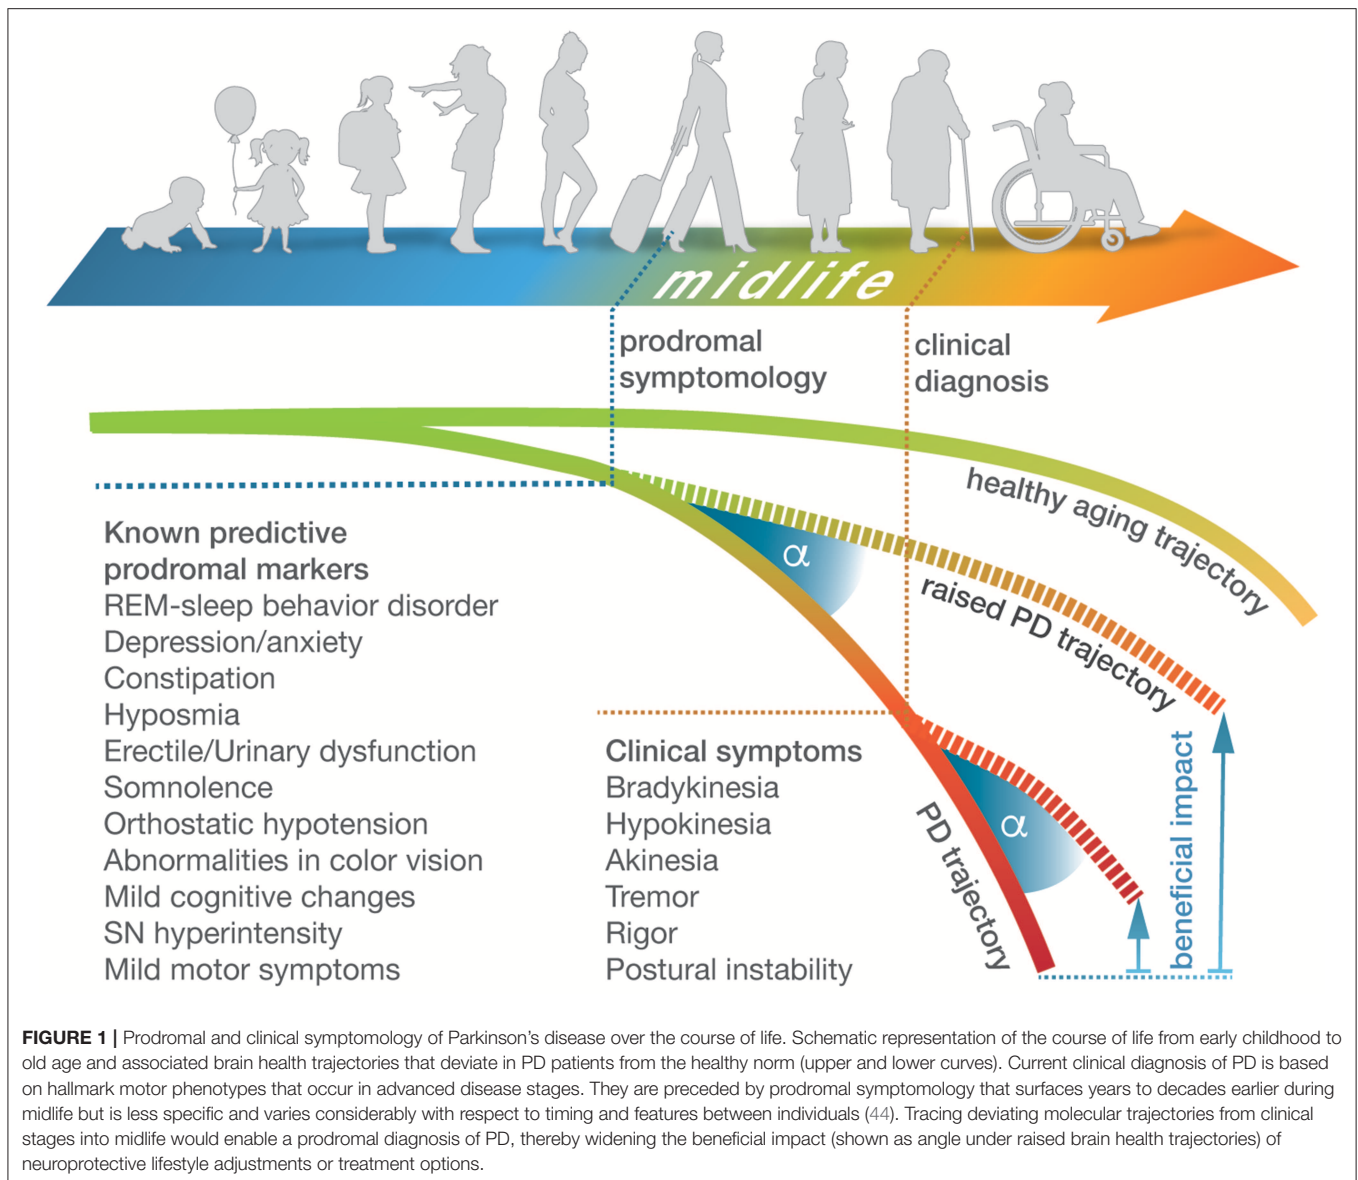 midlife
prodromal
symptomology
clinical
diagnosis
healthy aging trajectory
raised PD trajectory
α
Known predictive
prodromal markers
REM-sleep behavior disorder
Depression/anxiety
Constipation
Hyposmia
Erectile/Urinary dysfunction
Somnolence
Orthostatic hypotension
Abnormalities in color vision
Mild cognitive changes
SN hyperintensity
Mild motor symptoms
Clinical symptoms
Bradykinesia
Hypokinesia
Akinesia
Tremor
Rigor
Postural instability
α
PD trajectory
beneficial impact
FIGURE 1 | Prodromal and clinical symptomology of Parkinson's disease over the course of life. Schematic representation of the course of life from early childhood to
old age and associated brain health trajectories that deviate in PD patients from the healthy norm (upper and lower curves). Current clinical diagnosis of PD is based
on hallmark motor phenotypes that occur in advanced disease stages. They are preceded by prodromal symptomology that surfaces years to decades earlier during
midlife but is less specific and varies considerably with respect to timing and features between individuals (44). Tracing deviating molecular trajectories from clinical
stages into midlife would enable a prodromal diagnosis of PD, thereby widening the beneficial impact (shown as angle under raised brain health trajectories) of
neuroprotective lifestyle adjustments or treatment options.